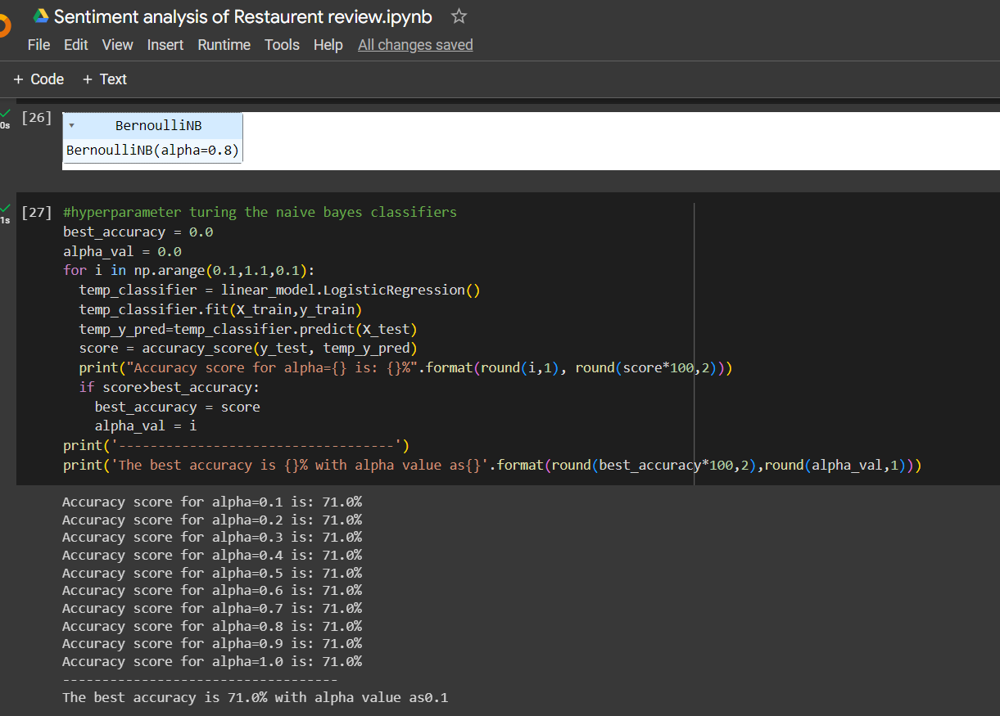 Sentiment analysis of Restaurent review.ipynb
File Edit View Insert Runtime Tools Help All changes saved
+ Code + Text
0s
[26]
BernoulliNB
BernoulliNB(alpha=0.8)
1s
[27] #hyperparameter turing the naive bayes classifiers
best_accuracy = 0.0
alpha_val = 0.0
for i in np.arange(0.1,1.1,0.1):
  temp_classifier = linear_model.LogisticRegression()
  temp_classifier.fit(X_train,y_train)
  temp_y_pred=temp_classifier.predict(X_test)
  score = accuracy_score(y_test, temp_y_pred)
  print("Accuracy score for alpha={} is: {}%".format(round(i,1), round(score*100,2)))
  if score>best_accuracy:
    best_accuracy = score
    alpha_val = i
print('-----------------------------------')
print('The best accuracy is {}% with alpha value as{}'.format(round(best_accuracy*100,2),round(alpha_val,1)))
Accuracy score for alpha=0.1 is: 71.0%
Accuracy score for alpha=0.2 is: 71.0%
Accuracy score for alpha=0.3 is: 71.0%
Accuracy score for alpha=0.4 is: 71.0%
Accuracy score for alpha=0.5 is: 71.0%
Accuracy score for alpha=0.6 is: 71.0%
Accuracy score for alpha=0.7 is: 71.0%
Accuracy score for alpha=0.8 is: 71.0%
Accuracy score for alpha=0.9 is: 71.0%
Accuracy score for alpha=1.0 is: 71.0%
-----------------------------------
The best accuracy is 71.0% with alpha value as0.1